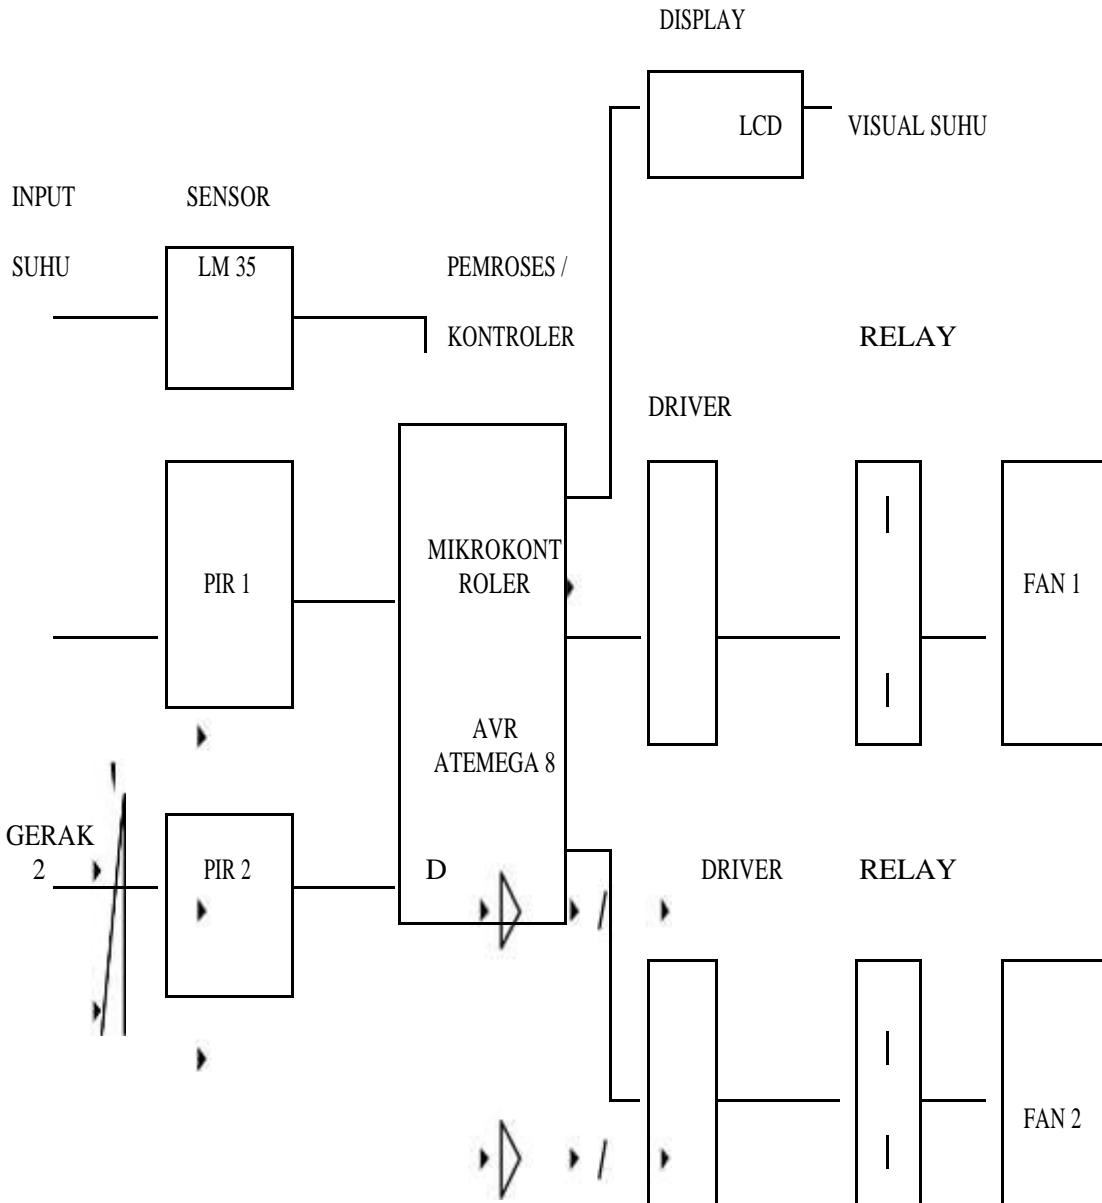 DISPLAY
LCD
VISUAL SUHU
INPUT
SENSOR
SUHU
LM 35
PEMROSES /
KONTROLER
RELAY
DRIVER
MIKROKONT
ROLER
PIR 1
FAN 1
AVR
ATEMEGA 8
GERAK
2
PIR 2
D
DRIVER
RELAY
FAN 2